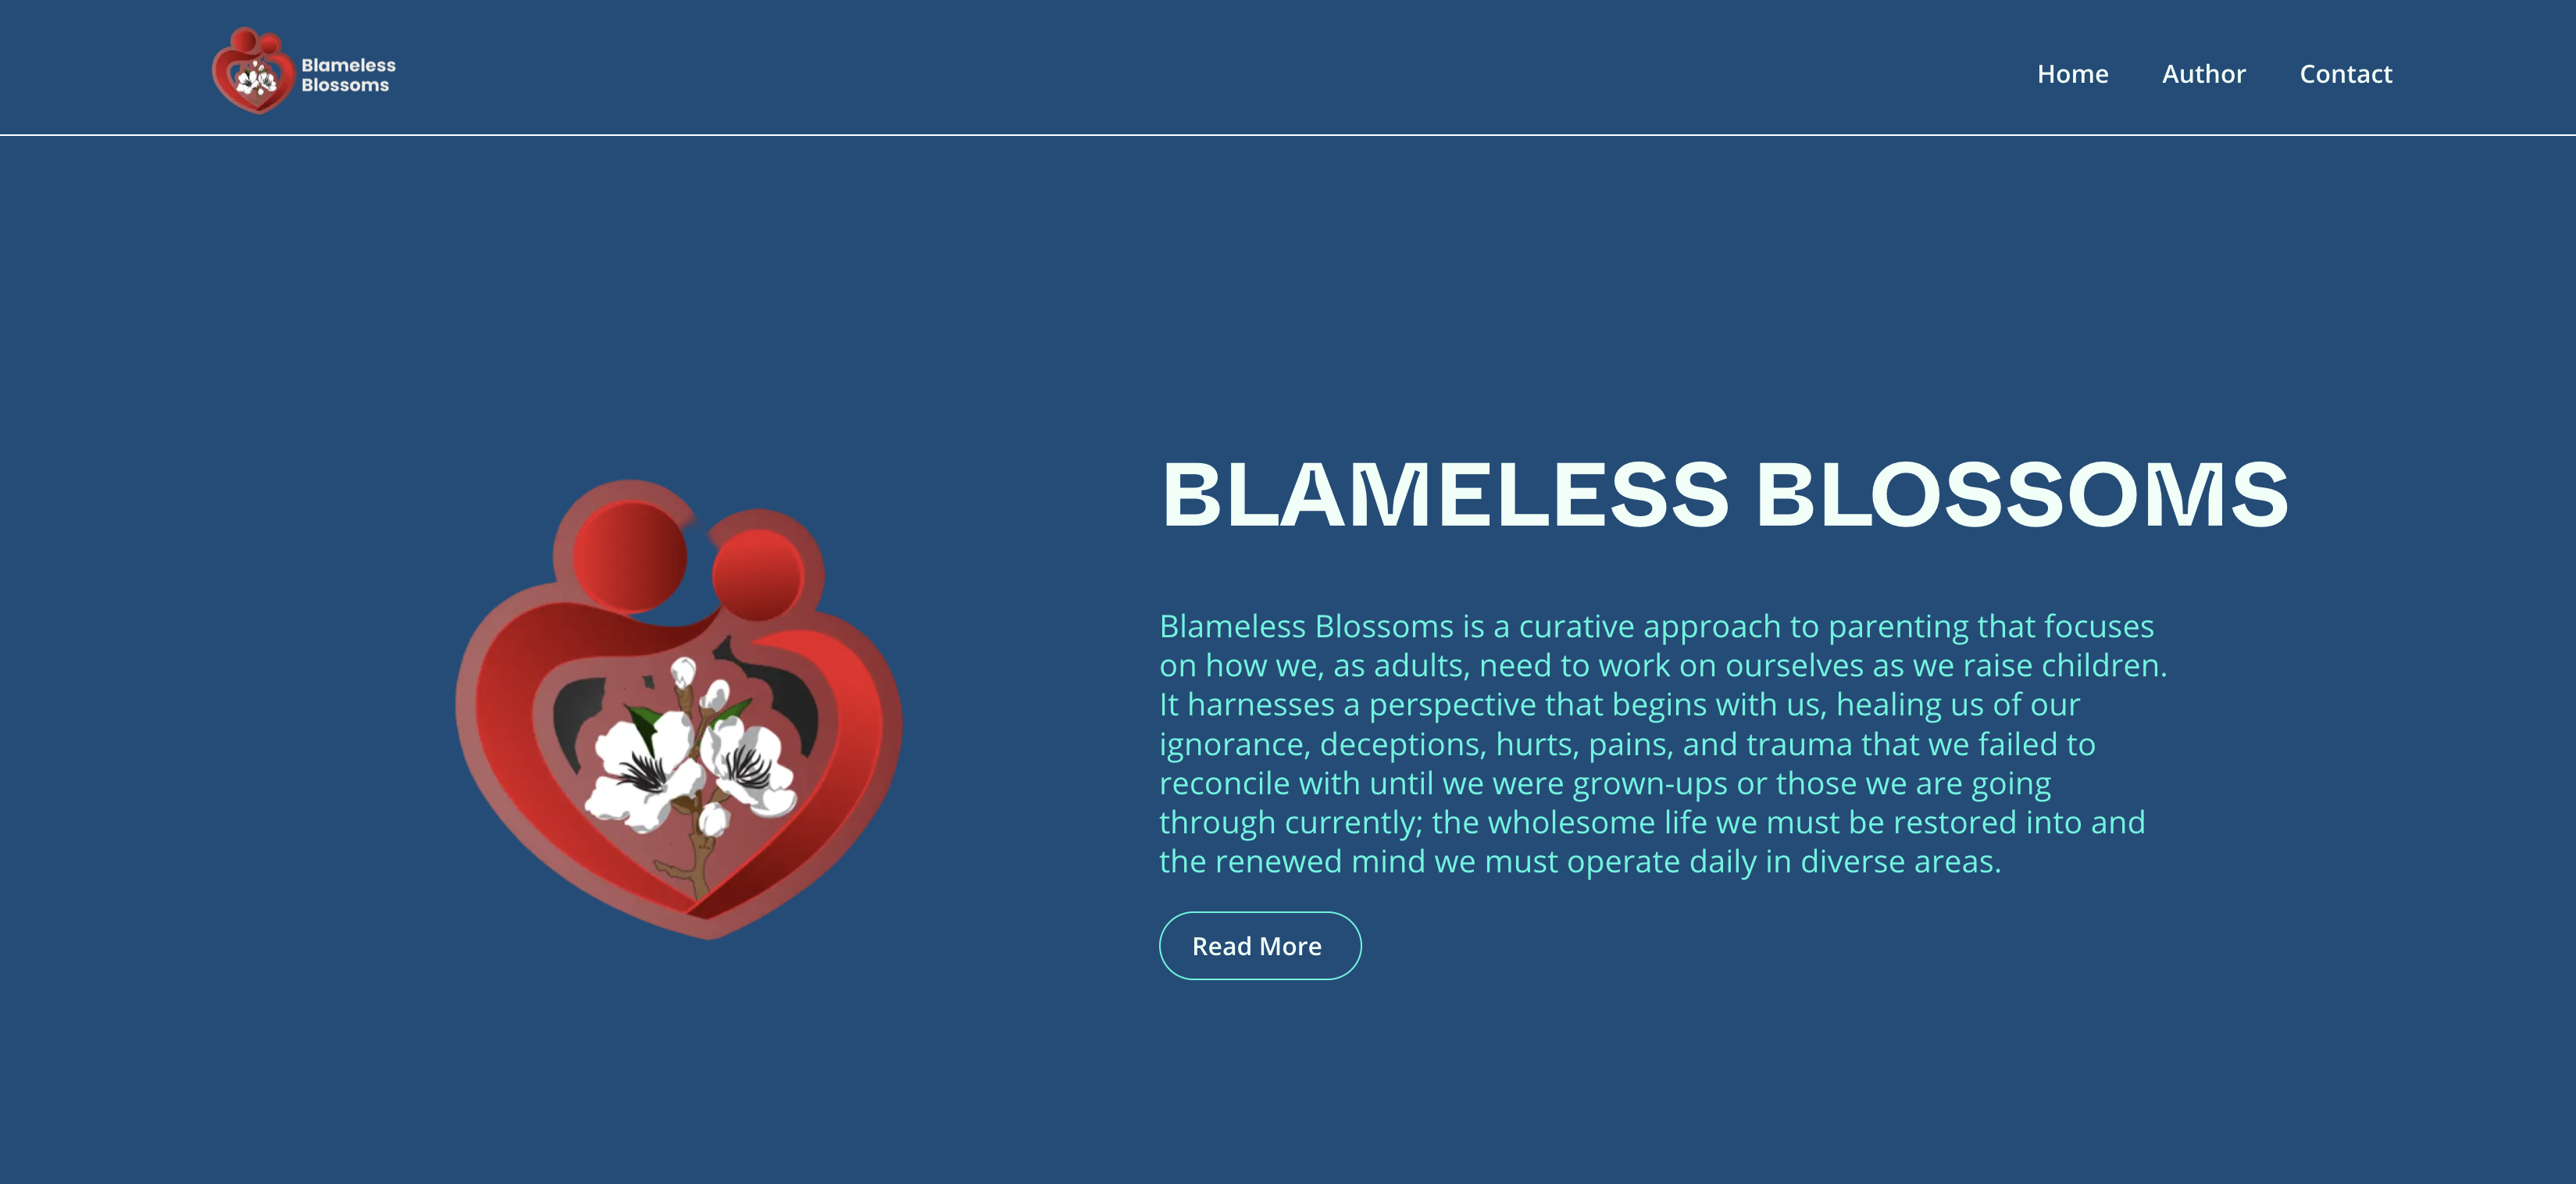 Blameless
Blossoms
Home
Author
Contact
BLAMELESS BLOSSOMS
Blameless Blossoms is a curative approach to parenting that focuses
on how we, as adults, need to work on ourselves as we raise children.
It harnesses a perspective that begins with us, healing us of our
ignorance, deceptions, hurts, pains, and trauma that we failed to
reconcile with until we were grown-ups or those we are going
through currently; the wholesome life we must be restored into and
the renewed mind we must operate daily in diverse areas.
Read More